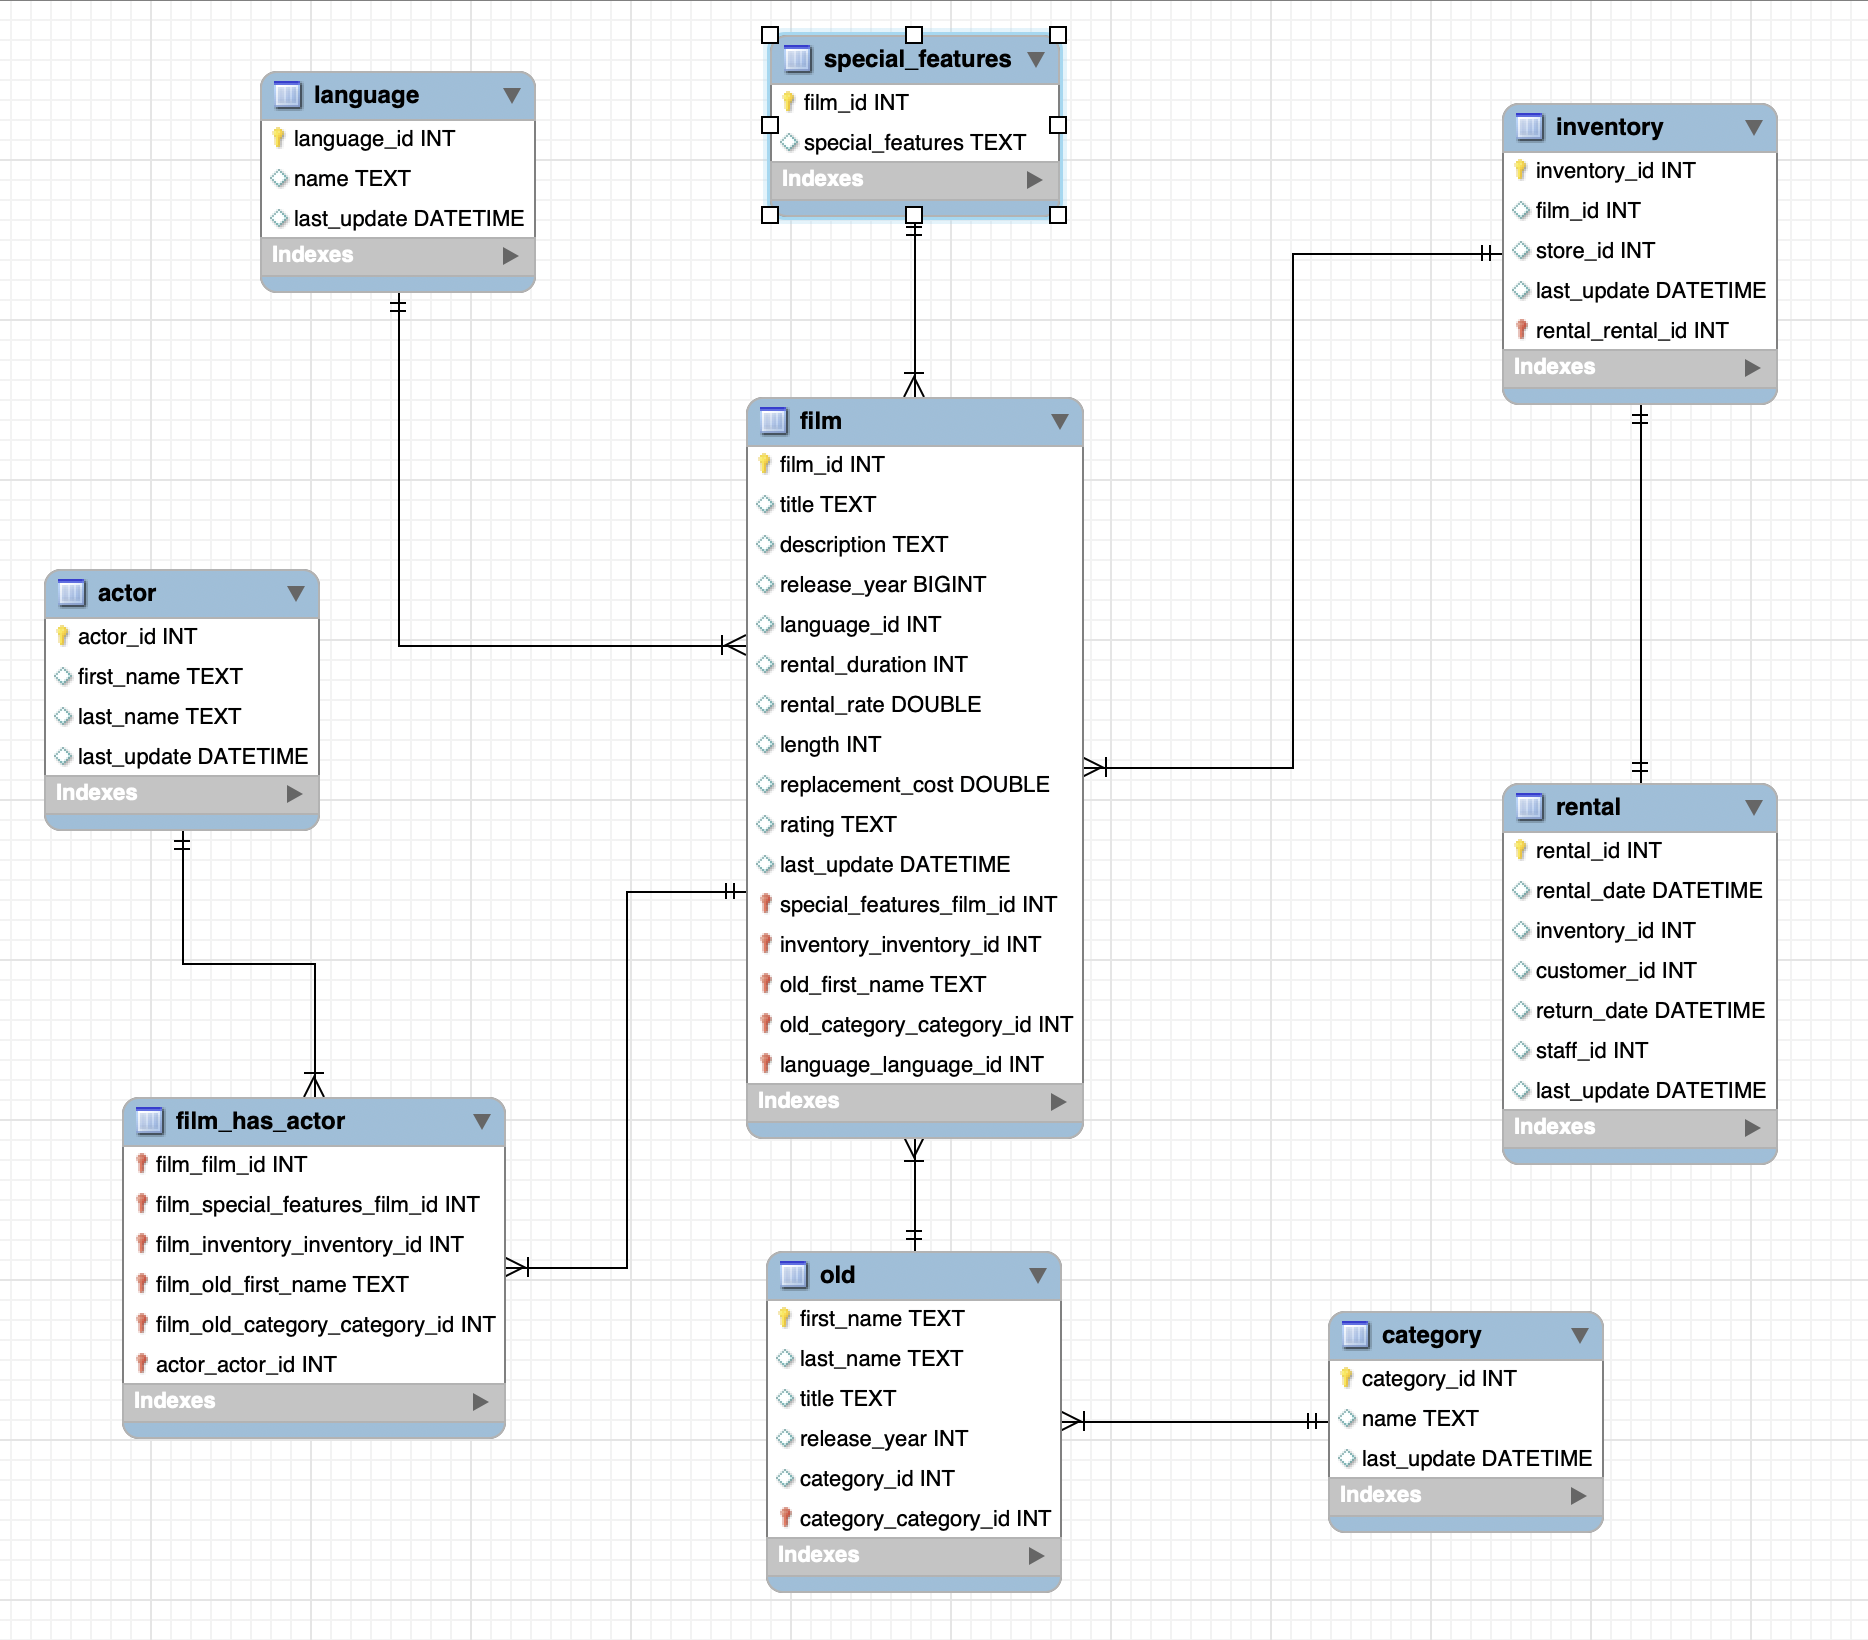 special_features
film_id INT
special_features TEXT
Indexes
language
language_id INT
name TEXT
last_update DATETIME
Indexes
inventory
inventory_id INT
film_id INT
store_id INT
last_update DATETIME
rental_rental_id INT
Indexes
film
film_id INT
title TEXT
description TEXT
release_year BIGINT
language_id INT
rental_duration INT
rental_rate DOUBLE
length INT
replacement_cost DOUBLE
rating TEXT
last_update DATETIME
special_features_film_id INT
inventory_inventory_id INT
old_first_name TEXT
old_category_category_id INT
language_language_id INT
Indexes
actor
actor_id INT
first_name TEXT
last_name TEXT
last_update DATETIME
Indexes
rental
rental_id INT
rental_date DATETIME
inventory_id INT
customer_id INT
return_date DATETIME
staff_id INT
last_update DATETIME
Indexes
film_has_actor
film_film_id INT
film_special_features_film_id INT
film_inventory_inventory_id INT
film_old_first_name TEXT
film_old_category_category_id INT
actor_actor_id INT
Indexes
old
first_name TEXT
last_name TEXT
title TEXT
release_year INT
category_id INT
category_category_id INT
Indexes
category
category_id INT
name TEXT
last_update DATETIME
Indexes